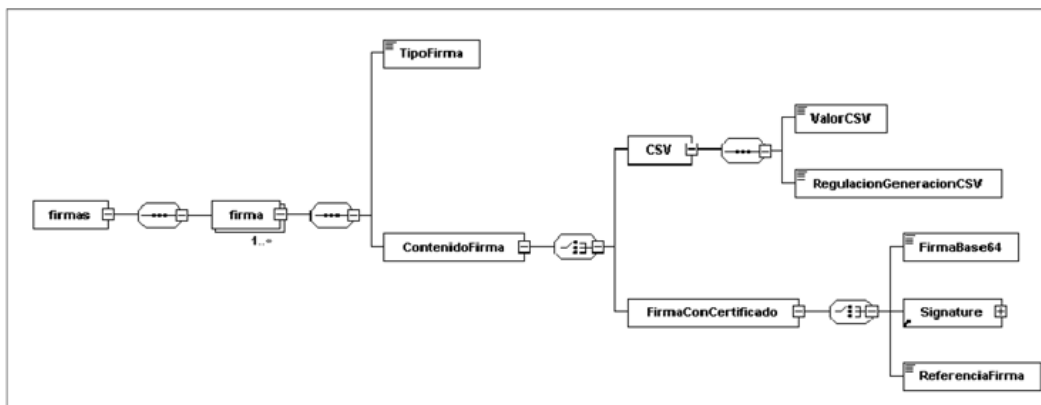 TipoFirma
ValorCSV
CSV
RegulacionGeneracionCSV
firmas
firma
1..∞
ContenidoFirma
FirmaBase64
FirmaConCertificado
Signature
ReferenciaFirma